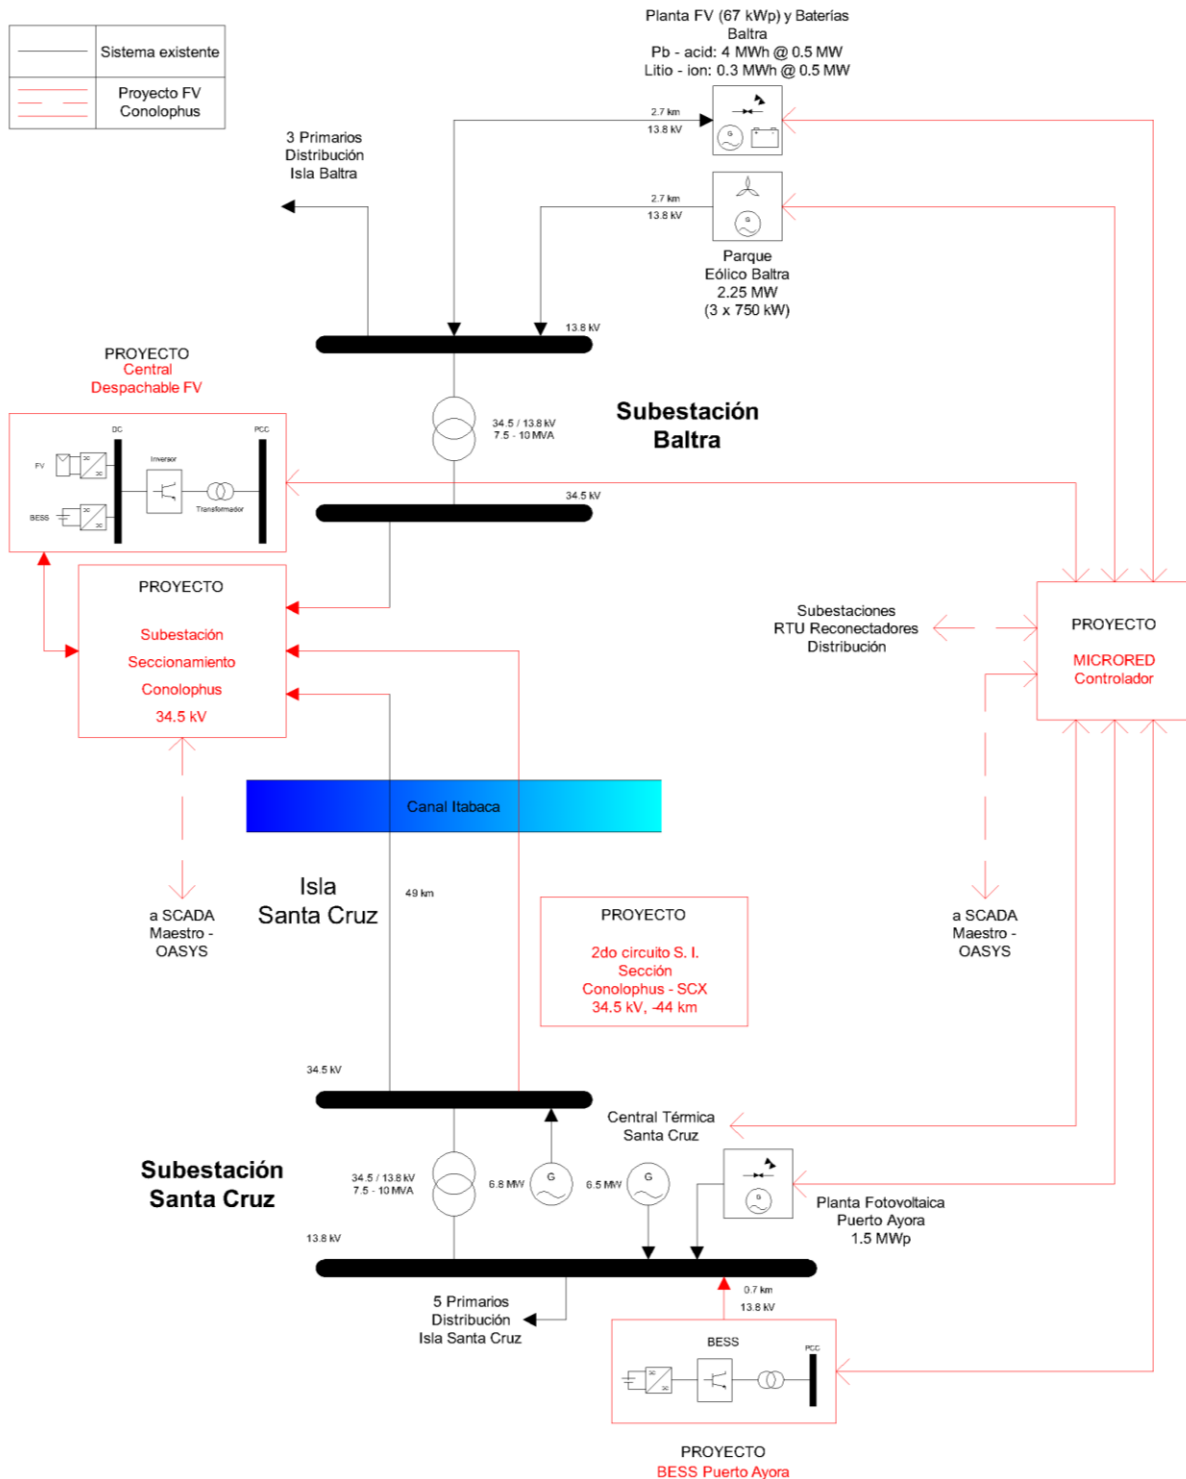 Sistema existente
Proyecto FV
Conolophus
Planta FV (67 kWp) y Baterías
Baltra
Pb - acid: 4 MWh @ 0.5 MW
Litio - ion: 0.3 MWh @ 0.5 MW
2.7 km
13.8 kV
G
3 Primarios
Distribución
Isla Baltra
2.7 km
13.8 kV
G
Parque
Eólico Baltra
2.25 MW
(3 x 750 kW)
13.8 kV
PROYECTO
Central
Despachable FV
34.5 / 13.8 kV
7.5 - 10 MVA
Subestación
Baltra
DC
PCC
FV
Inversor
BESS
Transformador
34.5 kV
PROYECTO
Subestación
Seccionamiento
Conolophus
34.5 kV
Subestaciones
RTU Reconectadores
Distribución
PROYECTO
MICRORED
Controlador
Canal Itabaca
Isla
Santa Cruz
49 km
a SCADA
Maestro -
OASYS
PROYECTO
2do circuito S. I.
Sección
Conolophus - SCX
34.5 kV, -44 km
a SCADA
Maestro -
OASYS
34.5 kV
Central Térmica
Santa Cruz
Subestación
Santa Cruz
34.5 / 13.8 kV
7.5 - 10 MVA
6.8 MW
G
6.5 MW
G
G
Planta Fotovoltaica
Puerto Ayora
1.5 MWp
13.8 kV
5 Primarios
Distribución
Isla Santa Cruz
0.7 km
13.8 kV
BESS
PCC
PROYECTO
BESS Puerto Ayora